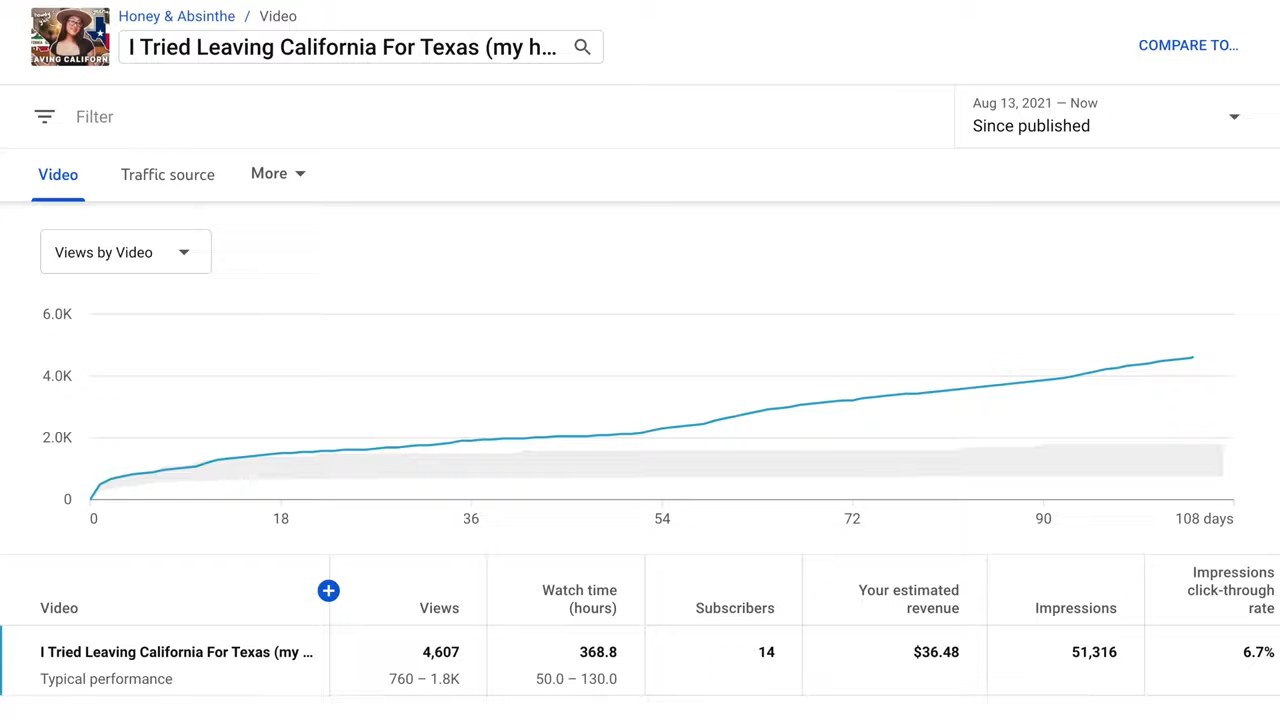 Honey & Absinthe / Video
I Tried Leaving California For Texas (my h...
COMPARE TO...
AVING CALIFORN
Filter
Aug 13, 2021 – Now
Since published
Video Traffic source More
Views by Video
6.0K
4.0K
2.0K
0
0 18 36 54 72 90 108 days
Video Views Watch time (hours) Subscribers Your estimated revenue Impressions Impressions click-through rate
I Tried Leaving California For Texas (my ... 4,607 368.8 14 $36.48 51,316 6.7%
Typical performance 760 – 1.8K 50.0 – 130.0